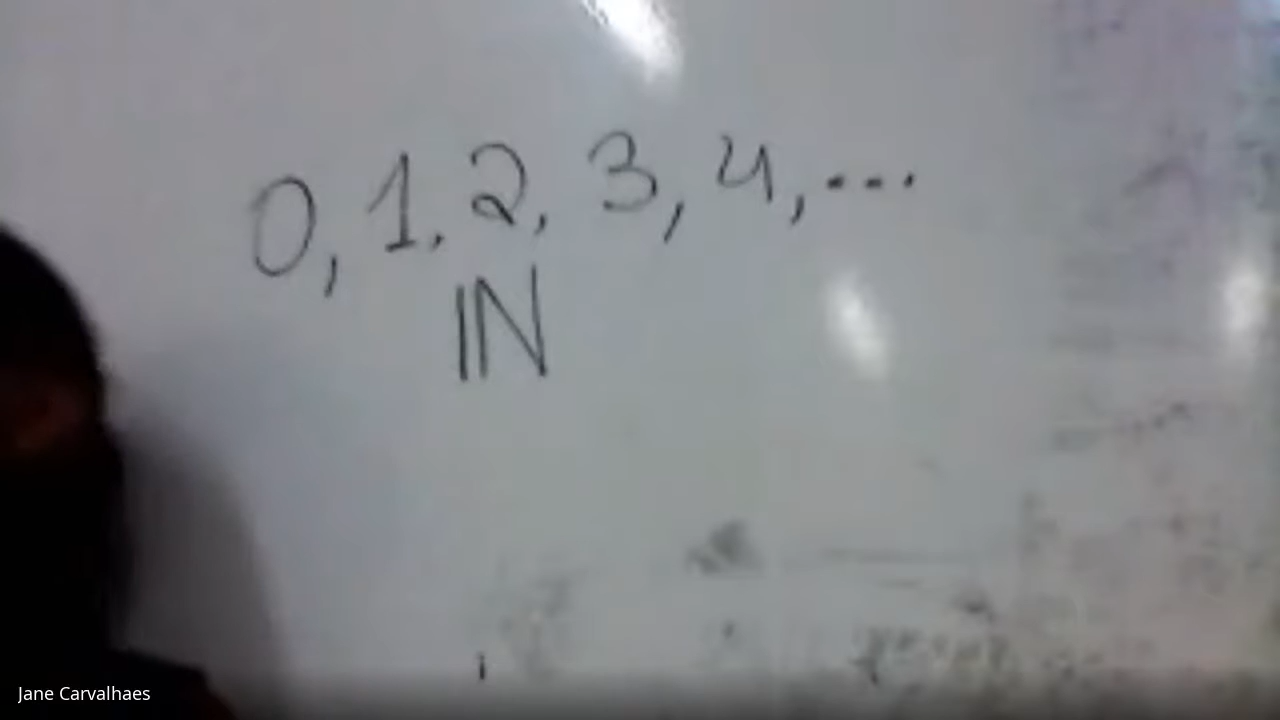 0, 1, 2, 3, 4, ...
IN
Jane Carvalhaes